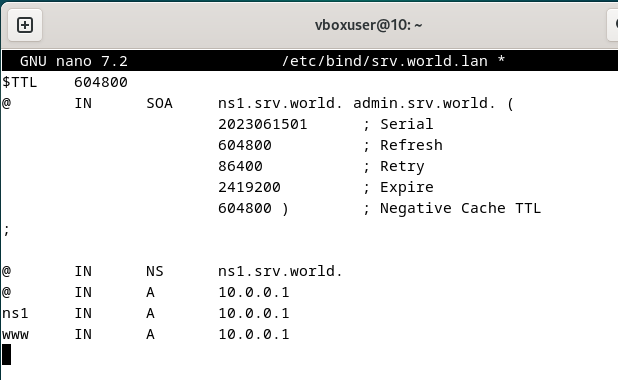 vboxuser@10: ~
GNU nano 7.2 /etc/bind/srv.world.lan *
$TTL 604800
@ IN SOA ns1.srv.world. admin.srv.world. (
2023061501 ; Serial
604800 ; Refresh
86400 ; Retry
2419200 ; Expire
604800 ) ; Negative Cache TTL
;
@ IN NS ns1.srv.world.
@ IN A 10.0.0.1
ns1 IN A 10.0.0.1
www IN A 10.0.0.1